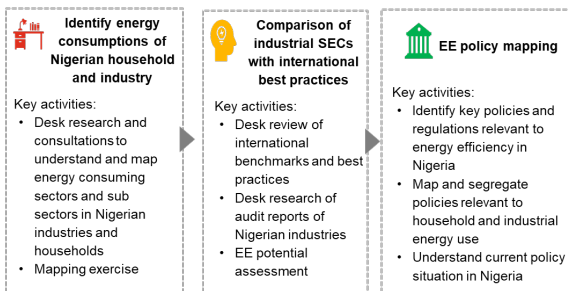 Identify energy
consumptions of
Nigerian household
and industry
Key activities:
• Desk research and
consultations to
understand and map
energy consuming
sectors and sub
sectors in Nigerian
industries and
households
• Mapping exercise
Comparison of
industrial SECs
with international
best practices
Key activities:
• Desk review of
international
benchmarks and best
practices
• Desk research of
audit reports of
Nigerian industries
• EE potential
assessment
EE policy mapping
Key activities:
• Identify key policies and
regulations relevant to
energy efficiency in
Nigeria
• Map and segregate
policies relevant to
household and industrial
energy use
• Understand current policy
situation in Nigeria